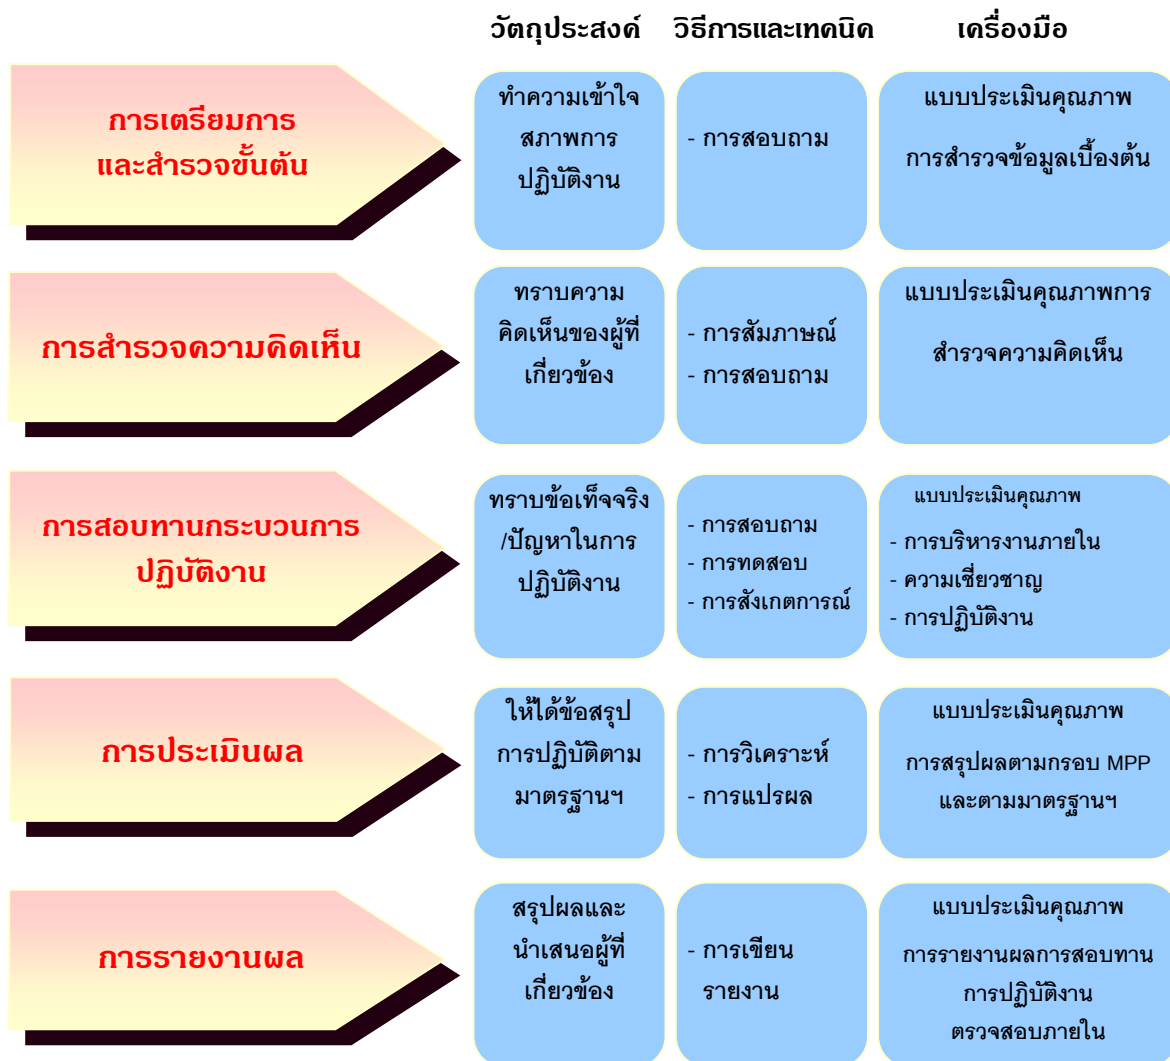 วัตถุประสงค์ วิธีการและเทคนิค เครื่องมือ
การเตรียมการ
และสำรวจขั้นต้น
ทำความเข้าใจ
สภาพการ
ปฏิบัติงาน
- การสอบถาม
แบบประเมินคุณภาพ
การสำรวจข้อมูลเบื้องต้น
การสำรวจความคิดเห็น
ทราบความ
คิดเห็นของผู้ที่
เกี่ยวข้อง
- การสัมภาษณ์
- การสอบถาม
แบบประเมินคุณภาพการ
สำรวจความคิดเห็น
การสอบทานกระบวนการ
ปฏิบัติงาน
ทราบข้อเท็จจริง
/ปัญหาในการ
ปฏิบัติงาน
- การสอบถาม
- การทดสอบ
- การสังเกตการณ์
แบบประเมินคุณภาพ
- การบริหารงานภายใน
- ความเชี่ยวชาญ
- การปฏิบัติงาน
การประเมินผล
ให้ได้ข้อสรุป
การปฏิบัติตาม
มาตรฐานฯ
- การวิเคราะห์
- การแปรผล
แบบประเมินคุณภาพ
การสรุปผลตามกรอบ MPP
และตามมาตรฐานฯ
การรายงานผล
สรุปผลและ
นำเสนอผู้ที่
เกี่ยวข้อง
- การเขียน
รายงาน
แบบประเมินคุณภาพ
การรายงานผลการสอบทาน
การปฏิบัติงาน
ตรวจสอบภายใน